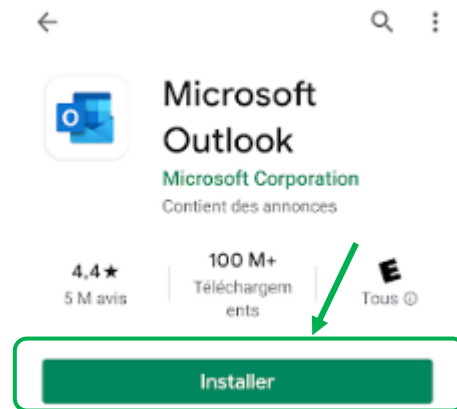 Microsoft
Outlook
Microsoft Corporation
Contient des annonces
4,4★
5 M avis
100 M+
Téléchargem
ents
E
Tous
Installer